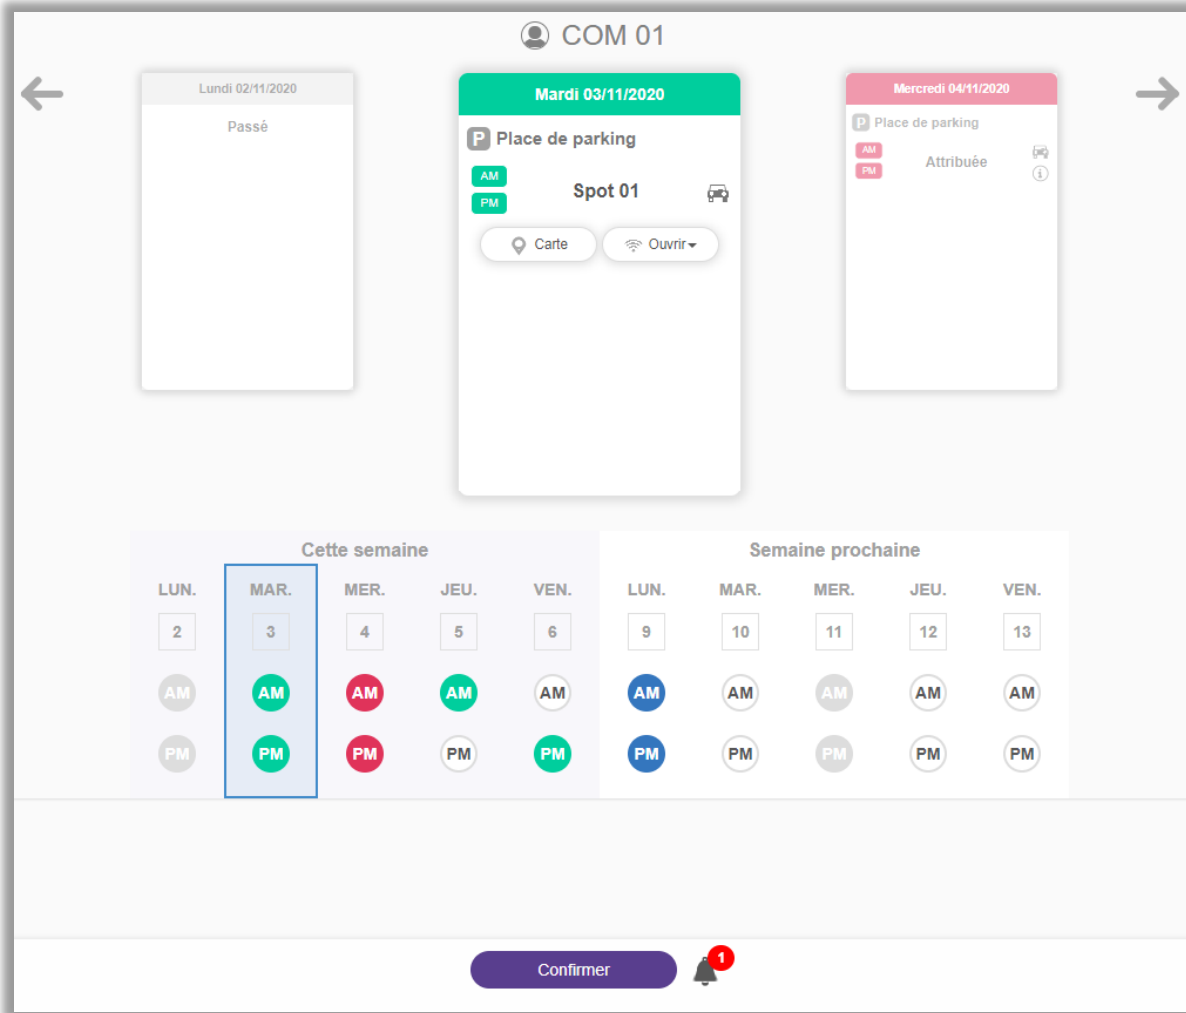 COM 01
Lundi 02/11/2020
Passé
Mardi 03/11/2020
P Place de parking
AM
PM
Spot 01
Carte
Ouvrir
Mercredi 04/11/2020
P Place de parking
AM
PM
Attribuée
i
Cette semaine
Semaine prochaine
LUN. MAR. MER. JEU. VEN. LUN. MAR. MER. JEU. VEN.
2 3 4 5 6 9 10 11 12 13
AM AM AM AM AM AM AM AM AM AM
PM PM PM PM PM PM PM PM PM PM
Confirmer
1